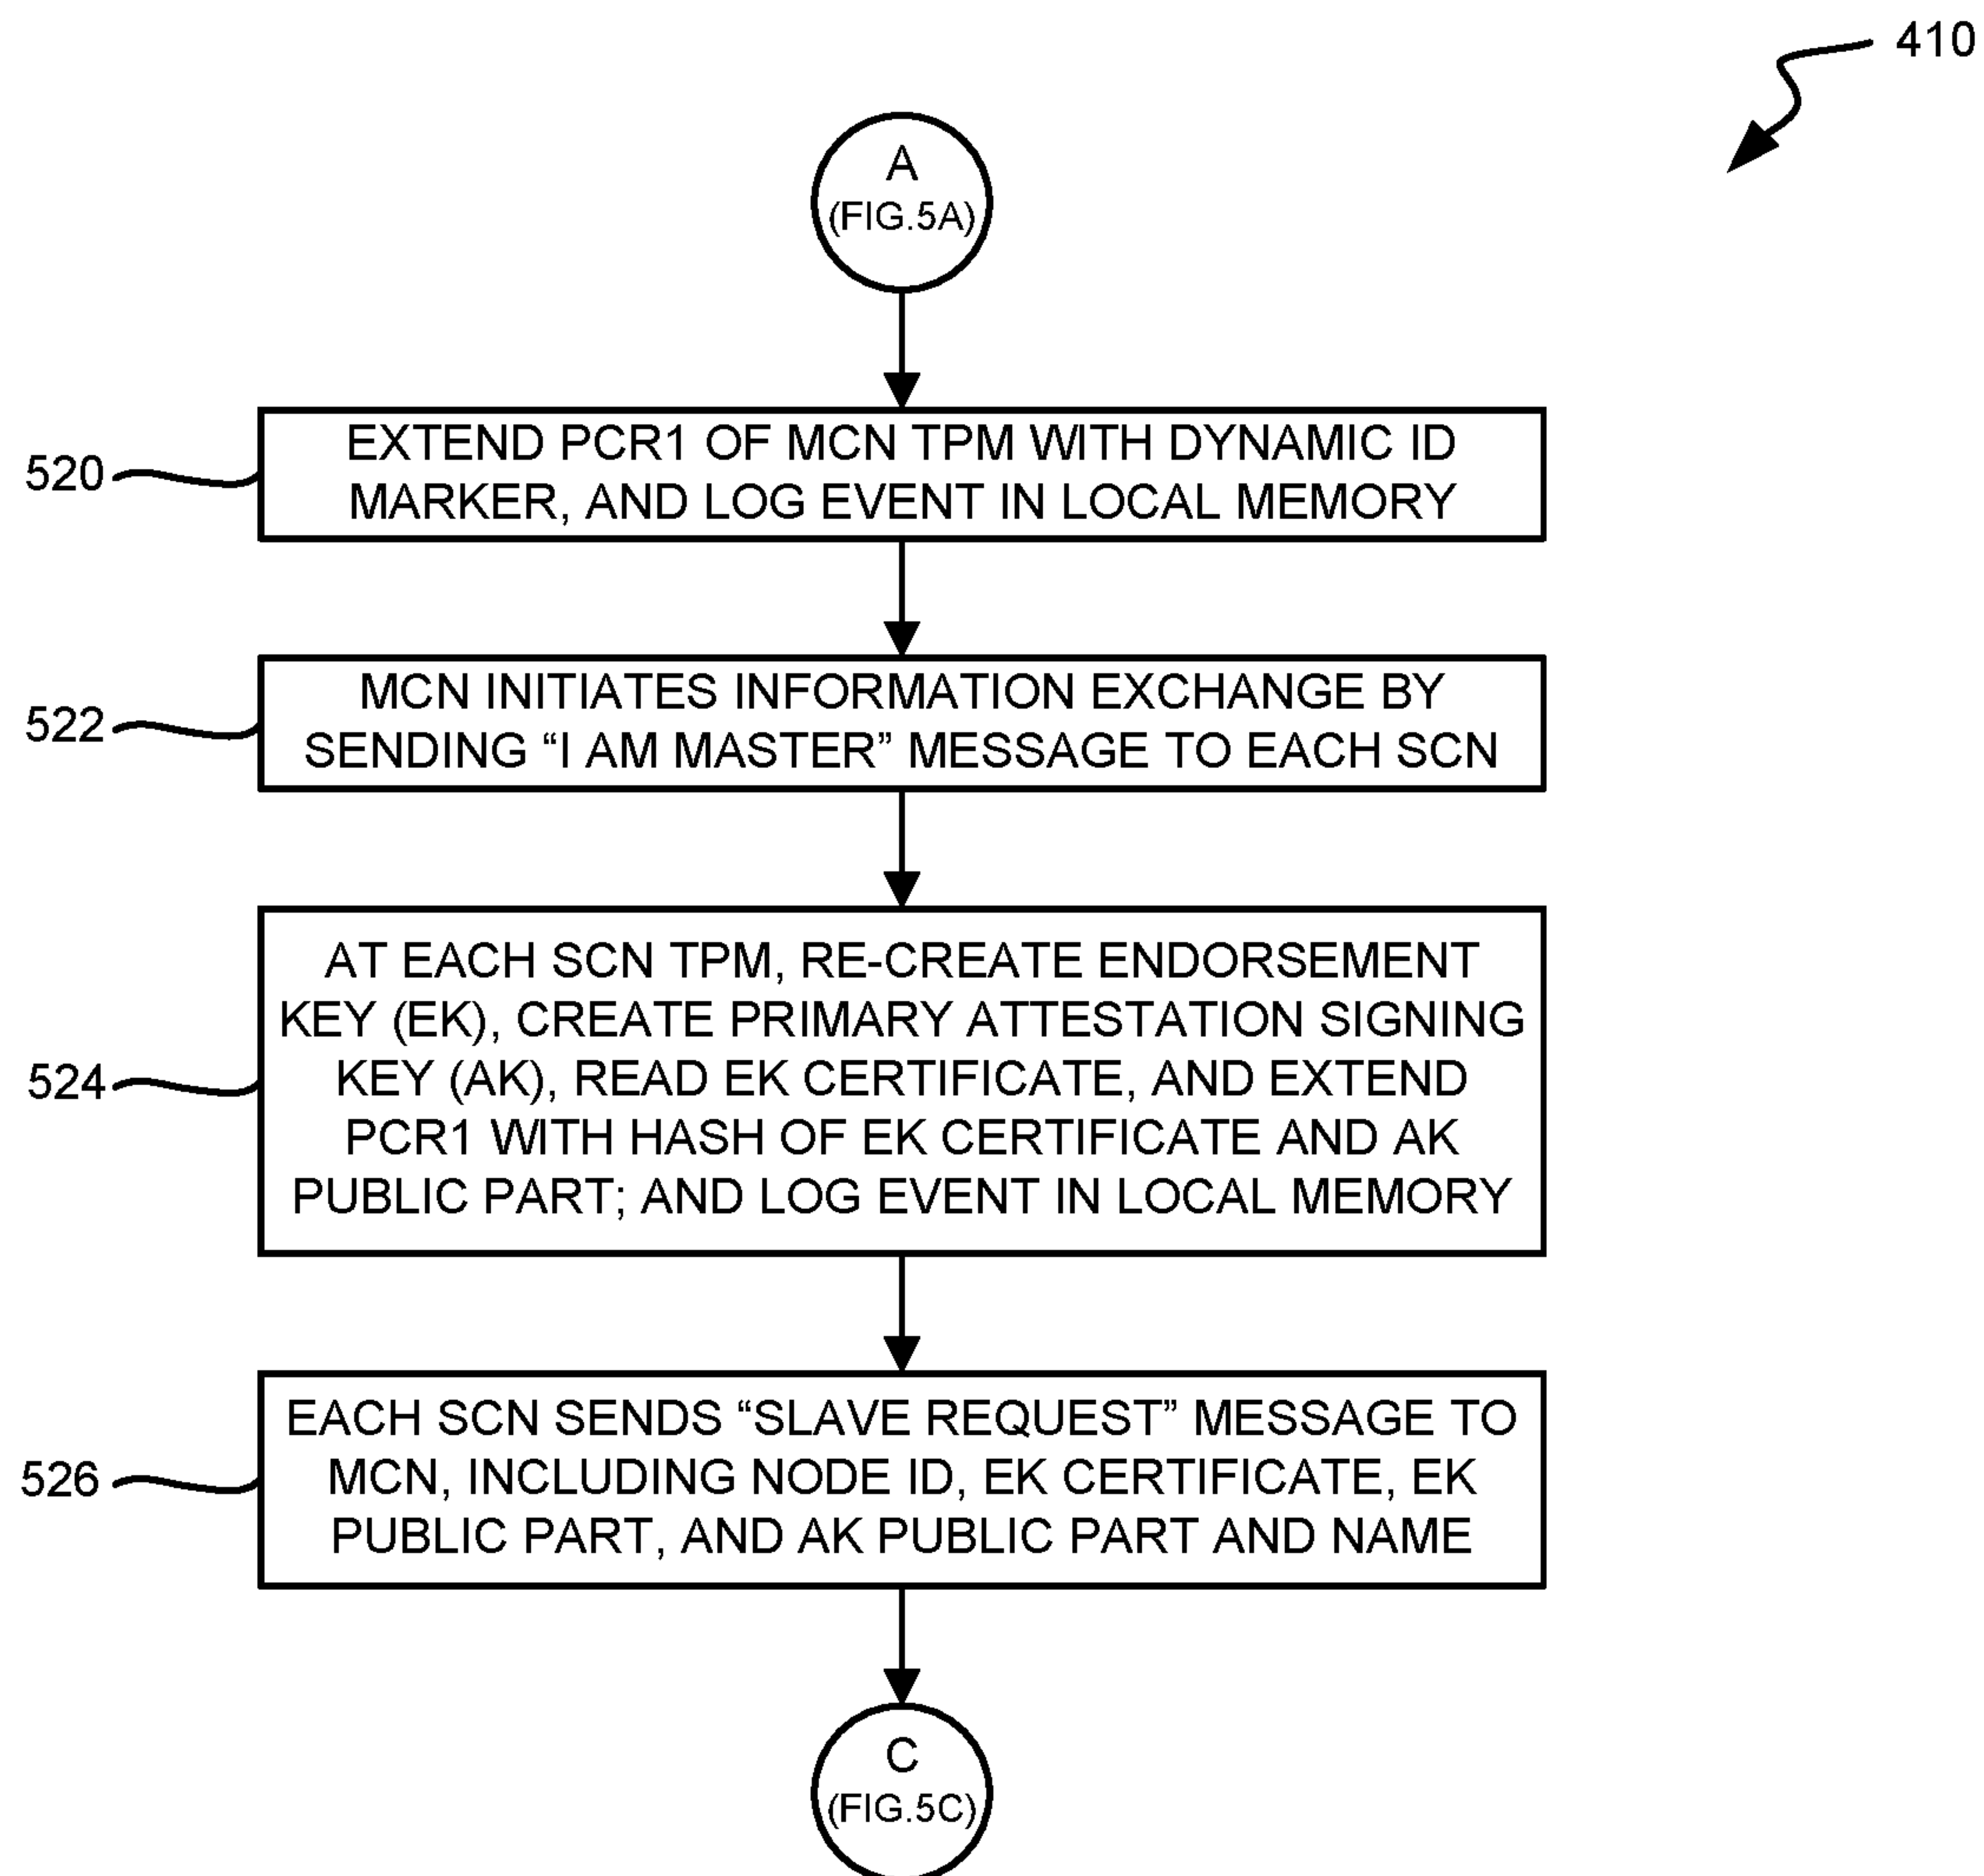 410
A
(FIG.5A)
520
EXTEND PCR1 OF MCN TPM WITH DYNAMIC ID
MARKER, AND LOG EVENT IN LOCAL MEMORY
522
MCN INITIATES INFORMATION EXCHANGE BY
SENDING “I AM MASTER” MESSAGE TO EACH SCN
524
AT EACH SCN TPM, RE-CREATE ENDORSEMENT
KEY (EK), CREATE PRIMARY ATTESTATION SIGNING
KEY (AK), READ EK CERTIFICATE, AND EXTEND
PCR1 WITH HASH OF EK CERTIFICATE AND AK
PUBLIC PART; AND LOG EVENT IN LOCAL MEMORY
526
EACH SCN SENDS “SLAVE REQUEST” MESSAGE TO
MCN, INCLUDING NODE ID, EK CERTIFICATE, EK
PUBLIC PART, AND AK PUBLIC PART AND NAME
C
(FIG.5C)